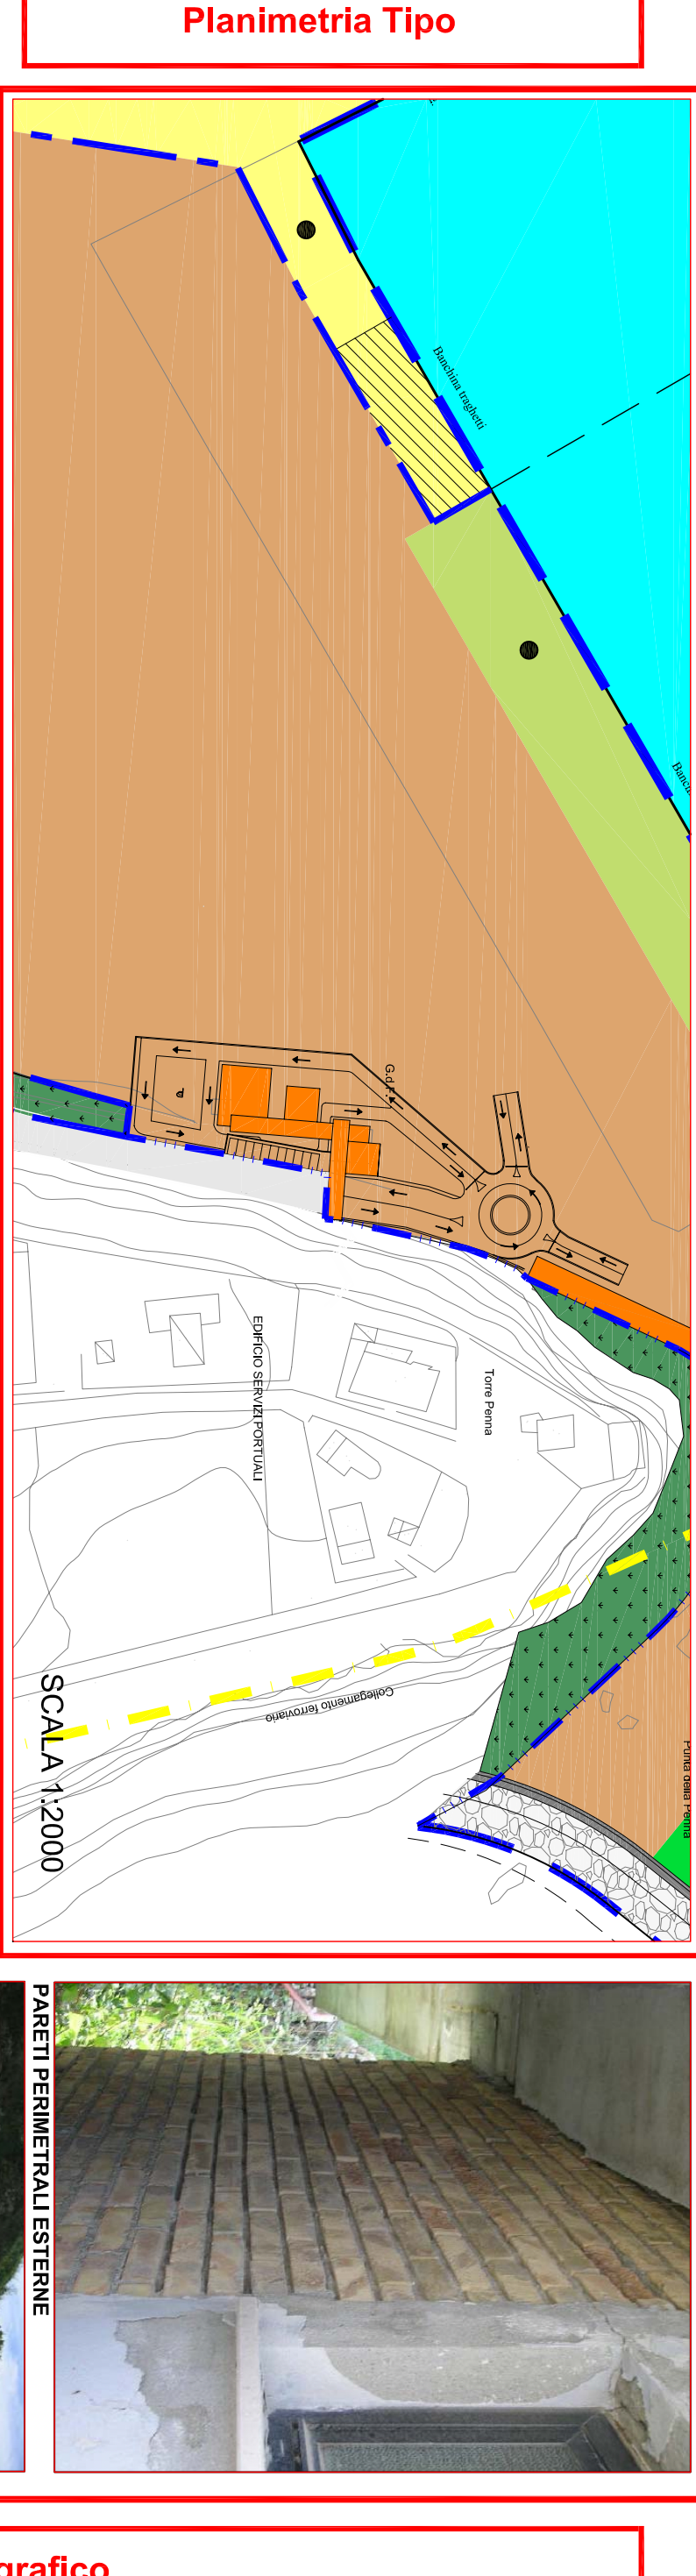 Planimetria Tipo
Banchina traghetti
G.d.F.
P
EDIFICIO SERVIZI PORTUALI
Torre Penna
Collegamento ferroviario
SCALA 1:2000
Punta della Penna
PARETI PERIMETRALI ESTERNE